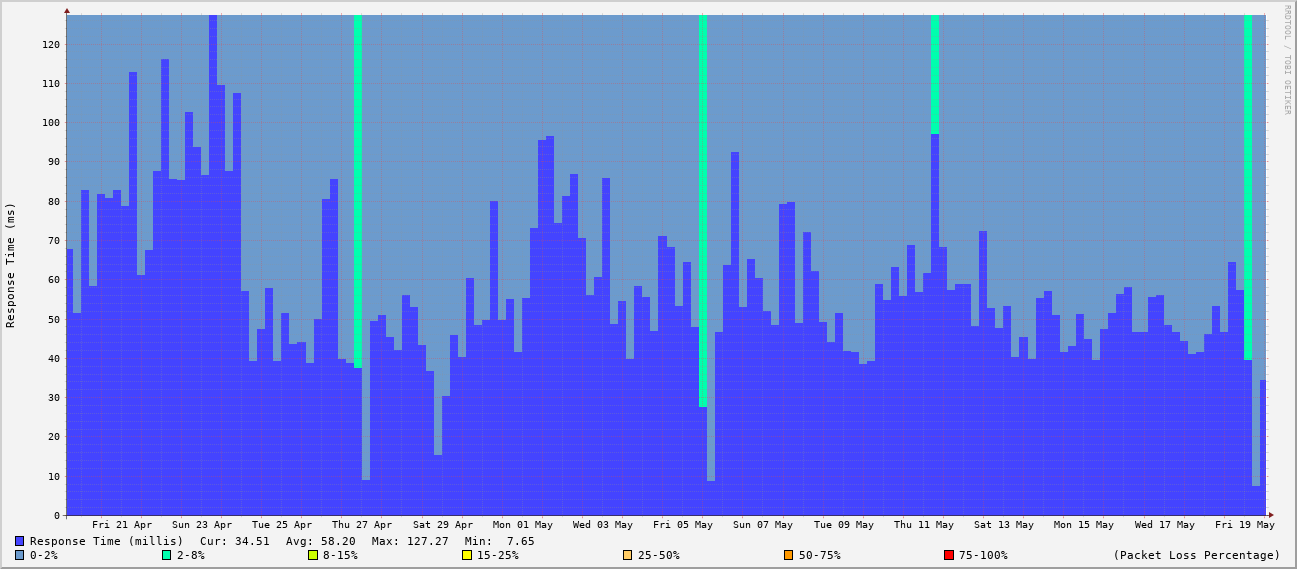 RRDTOOL / TOBI OETIKER
Response Time (ms)
120
110
100
90
80
70
60
50
40
30
20
10
0
Fri 21 Apr Sun 23 Apr Tue 25 Apr Thu 27 Apr Sat 29 Apr Mon 01 May Wed 03 May Fri 05 May Sun 07 May Tue 09 May Thu 11 May Sat 13 May Mon 15 May Wed 17 May Fri 19 May
Response Time (millis) Cur: 34.51 Avg: 58.20 Max: 127.27 Min: 7.65
0-2% 2-8% 8-15% 15-25% 25-50% 50-75% 75-100% (Packet Loss Percentage)